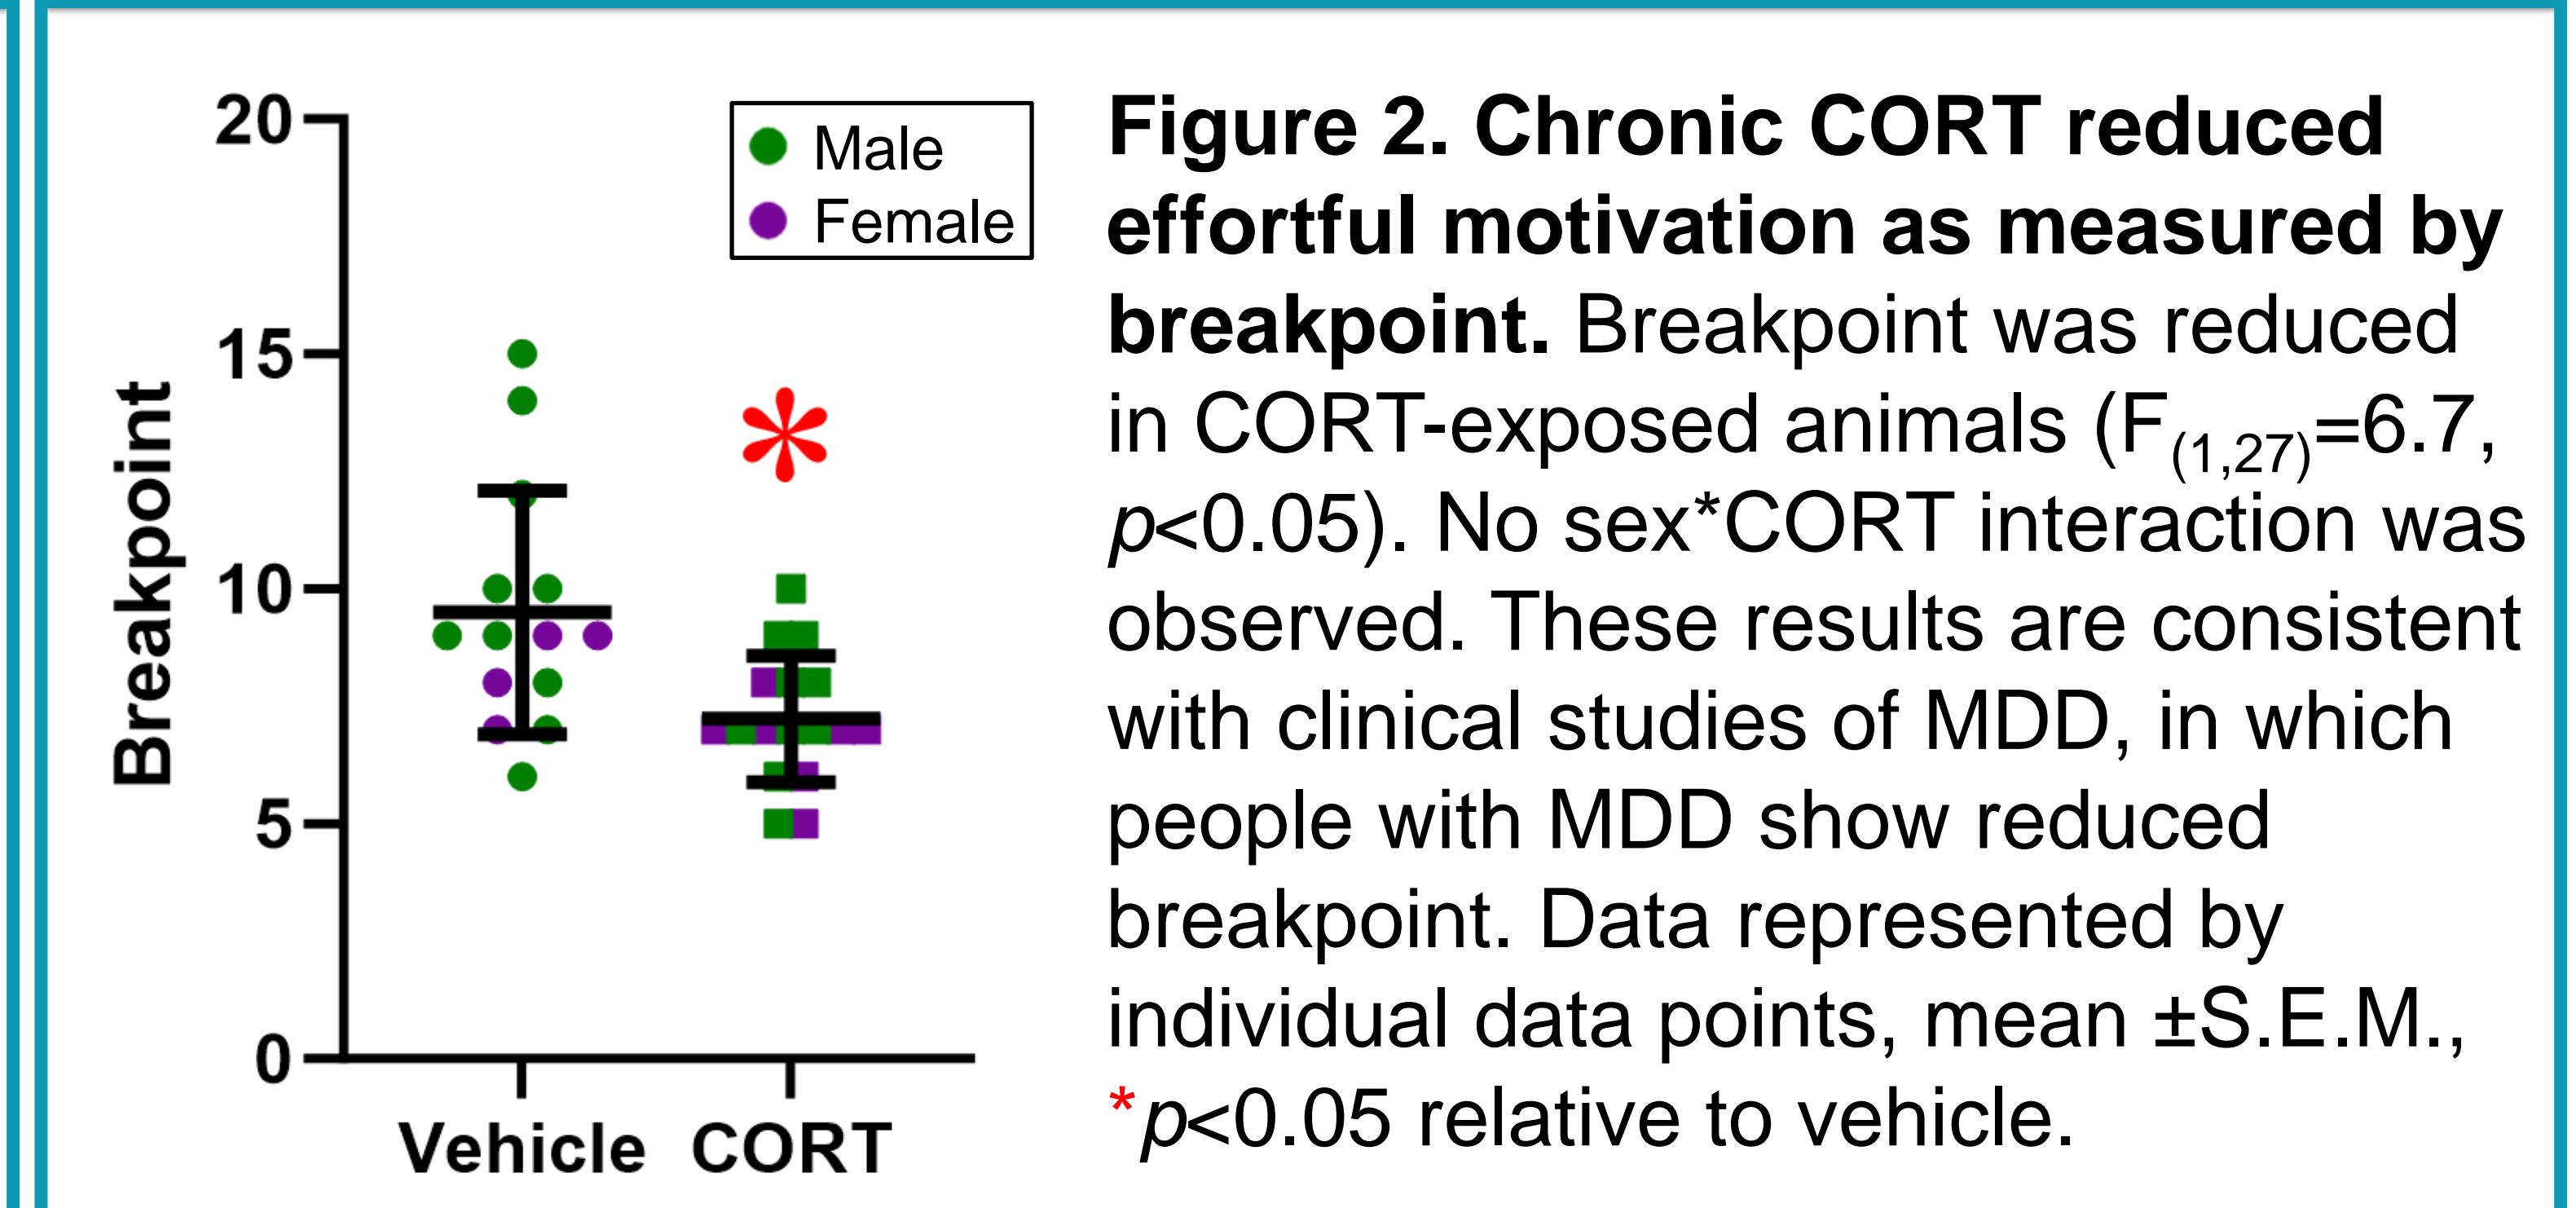 20
15
10
5
0
Breakpoint
Vehicle CORT
Male
Female
Figure 2. Chronic CORT reduced
effortful motivation as measured by
breakpoint. Breakpoint was reduced
in CORT-exposed animals (F(1,27)=6.7,
p<0.05). No sex*CORT interaction was
observed. These results are consistent
with clinical studies of MDD, in which
people with MDD show reduced
breakpoint. Data represented by
individual data points, mean ±S.E.M.,
*p<0.05 relative to vehicle.